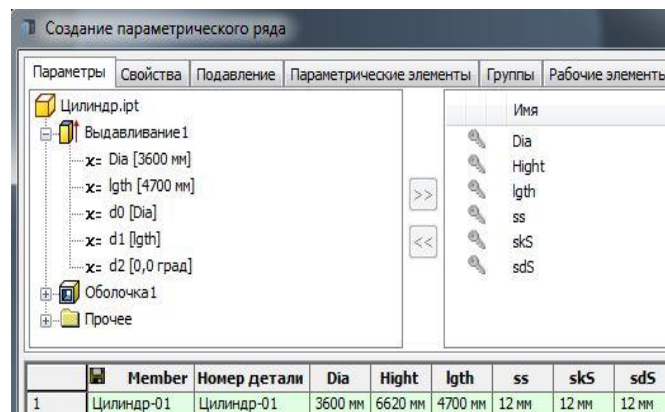 Создание параметрического ряда
Параметры Свойства Подавление Параметрические элементы Группы Рабочие элементы
Цилиндр.ipt
Выдавливание1
x= Dia [3600 мм]
x= lgth [4700 мм]
x= d0 [Dia]
x= d1 [lgth]
x= d2 [0,0 град]
Оболочка1
Прочее
>>
<<
Имя
Dia
Hight
lgth
ss
skS
sdS
Member Номер детали Dia Hight lgth ss skS sdS
1 Цилиндр-01 Цилиндр-01 3600 мм 6620 мм 4700 мм 12 мм 12 мм 12 мм